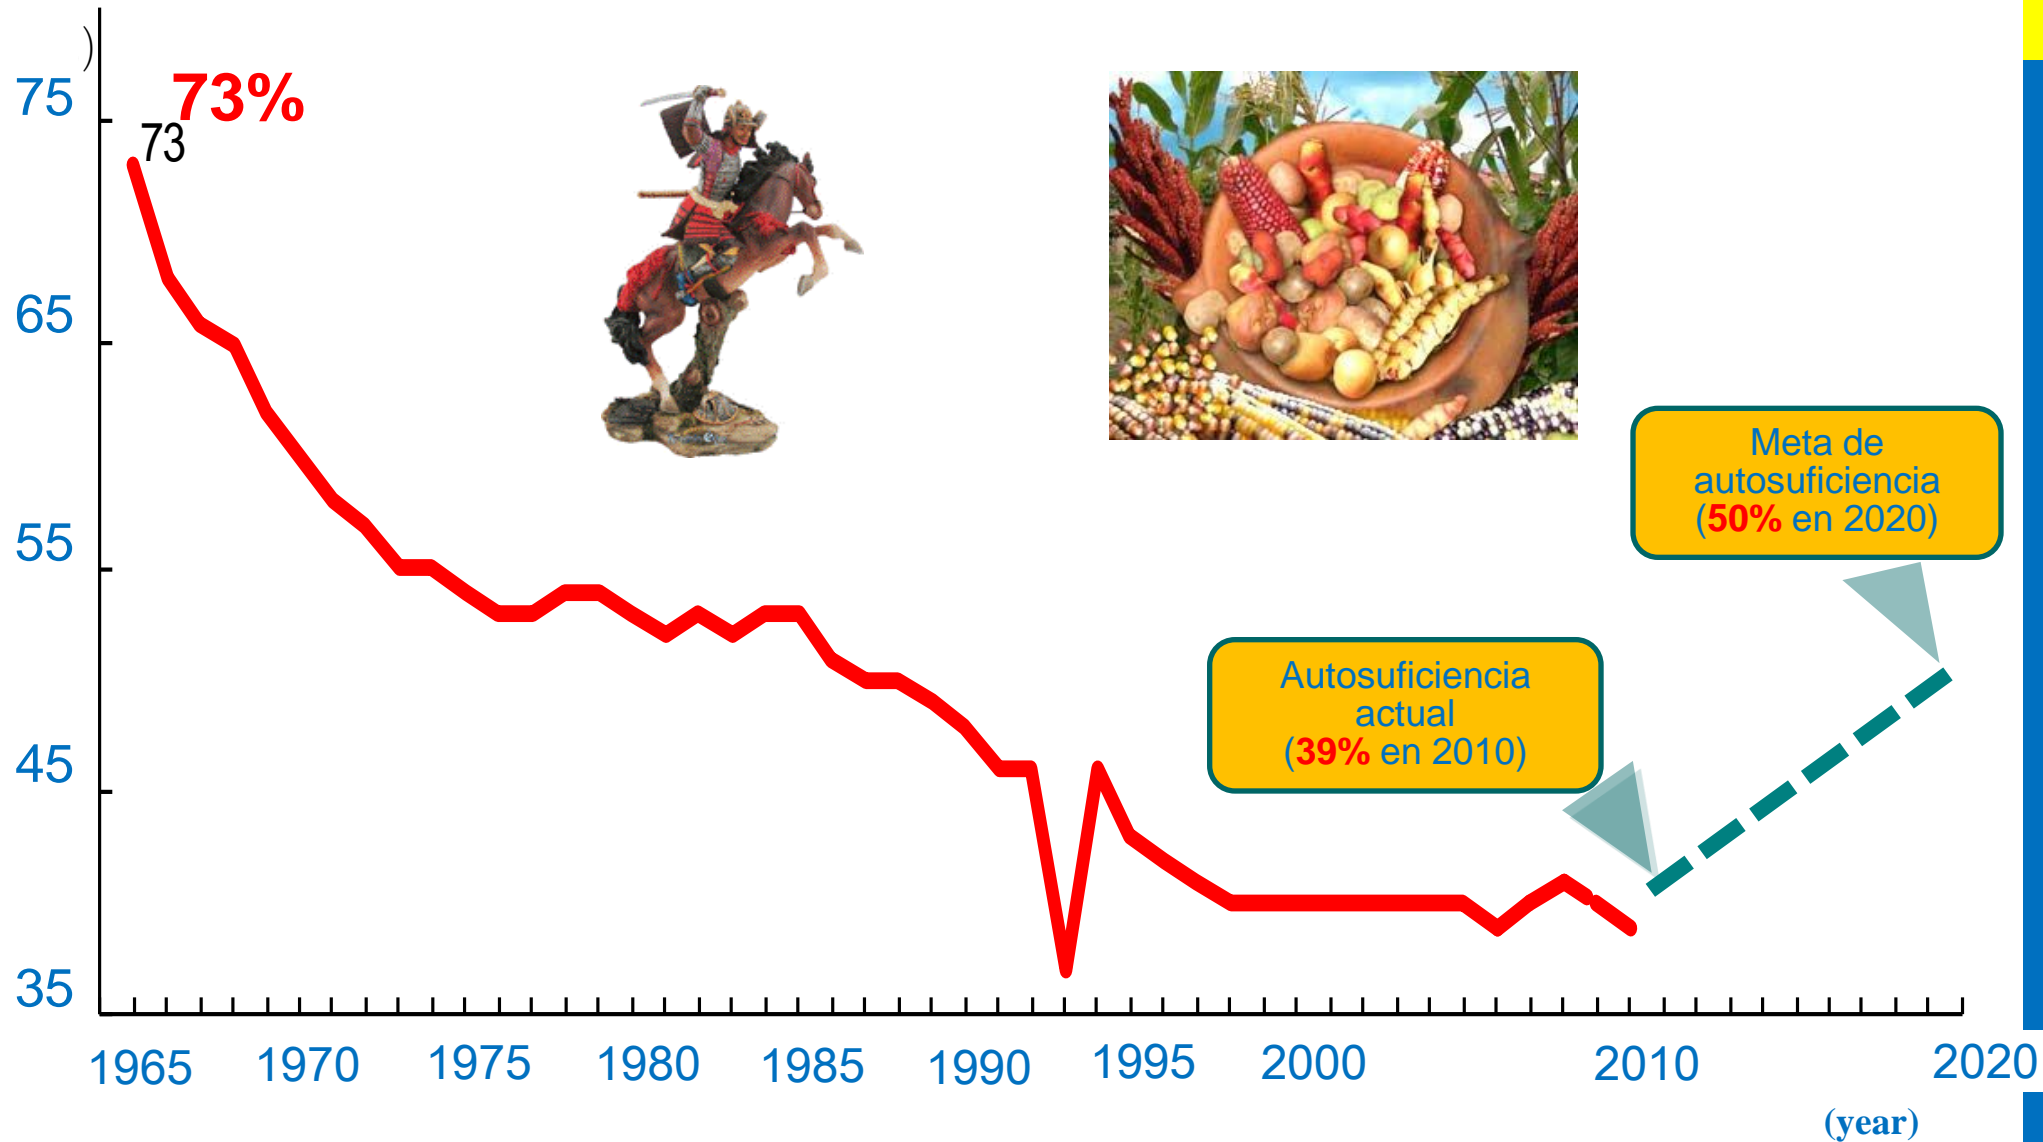 )
75
73%
73
65
Meta de
autosuficiencia
(50% en 2020)
55
Autosuficiencia
actual
(39% en 2010)
45
35
1965 1970 1975 1980 1985 1990 1995 2000 2010 2020
(year)